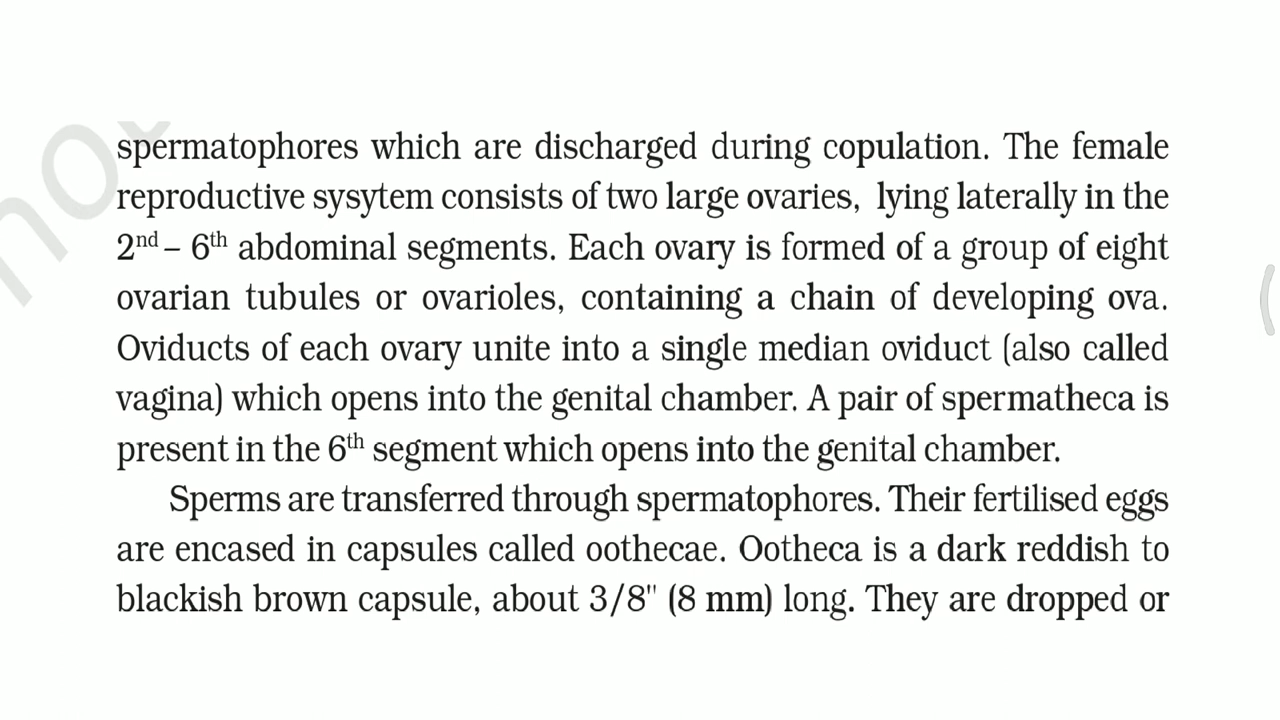 spermatophores which are discharged during copulation. The female
reproductive sysytem consists of two large ovaries, lying laterally in the
2nd – 6th abdominal segments. Each ovary is formed of a group of eight
ovarian tubules or ovarioles, containing a chain of developing ova.
Oviducts of each ovary unite into a single median oviduct (also called
vagina) which opens into the genital chamber. A pair of spermatheca is
present in the 6th segment which opens into the genital chamber.
Sperms are transferred through spermatophores. Their fertilised eggs
are encased in capsules called oothecae. Ootheca is a dark reddish to
blackish brown capsule, about 3/8" (8 mm) long. They are dropped or